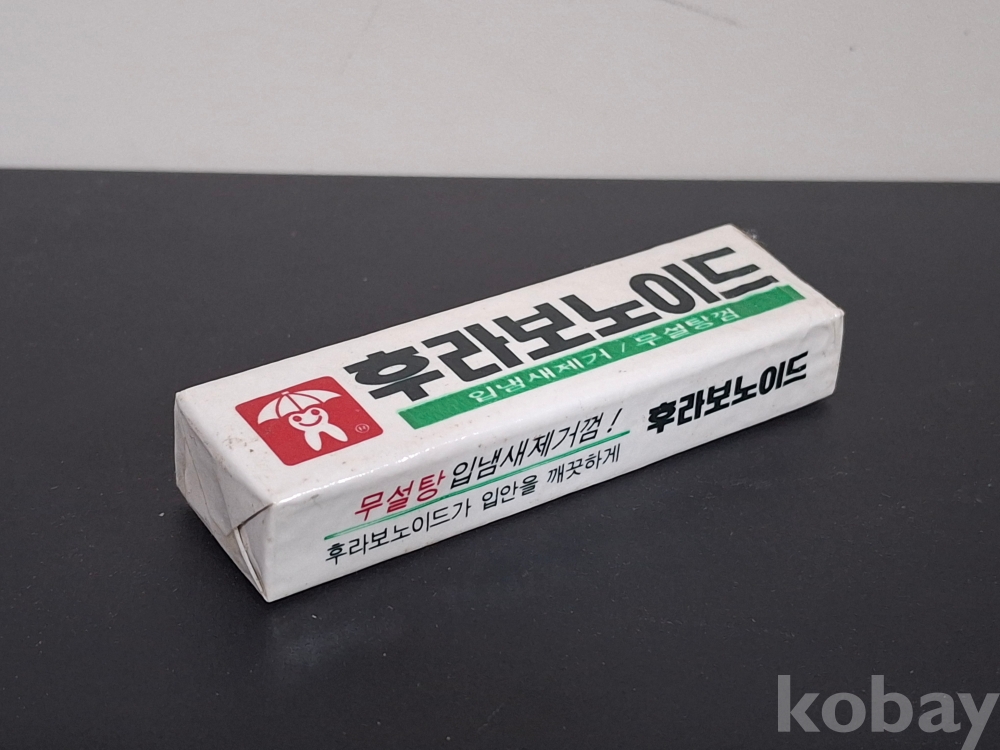 후라보노이드
입냄새제거 / 무설탕껌
무설탕 입냄새제거껌!
후라보노이드가 입안을 깨끗하게
후라보노이드
kobay